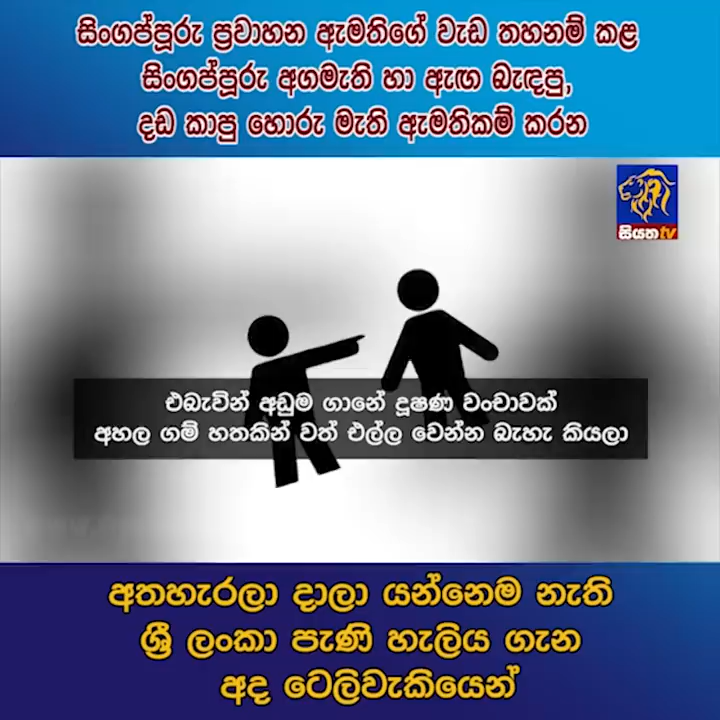 සිංගප්පූරු ප්‍රවාහන ඇමතිගේ වැඩ තහනම් කළ
සිංගප්පූරු අගමැති හා ඇඟ බැඳපු,
දඩ කාපු හොරු මැති ඇමතිකම් කරන
සියත tv
එබැවින් අඩුම ගානේ දූෂණ වංචාවක්
අහල ගම් හතකින් වත් එල්ල වෙන්න බැහැ කියලා
අතහැරලා දාලා යන්නෙම නැති
ශ්‍රී ලංකා පැණි හැලිය ගැන
අද ටෙලිවැකියෙන්